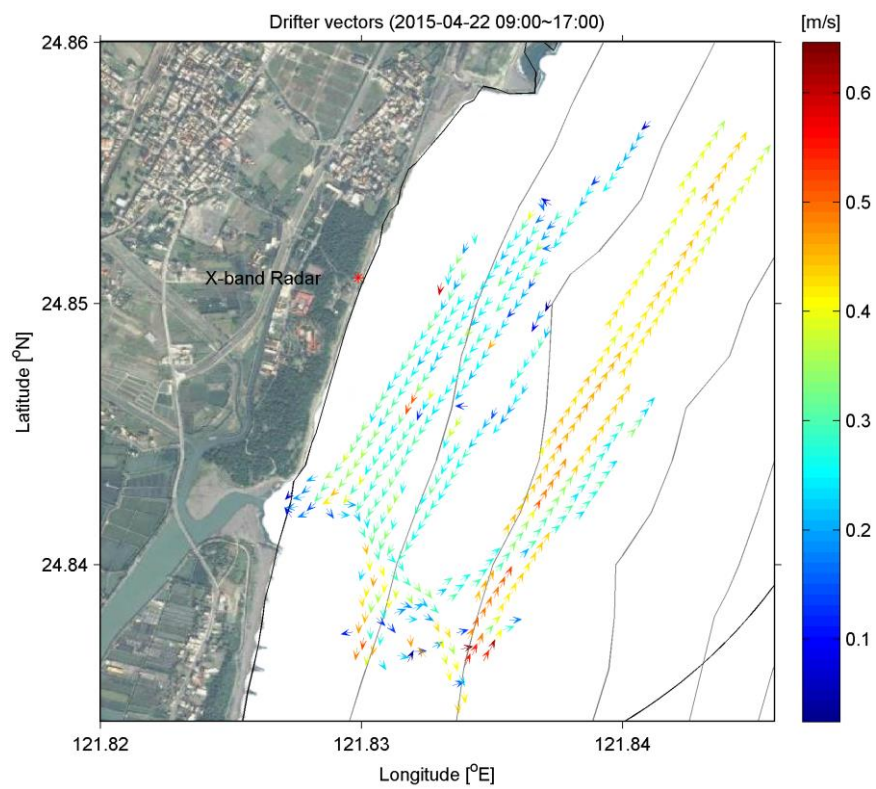 Drifter vectors (2015-04-22 09:00~17:00)
[m/s]
24.86
24.85
24.84
Latitude [°N]
X-band Radar
121.82
121.83
121.84
Longitude [°E]
0.6
0.5
0.4
0.3
0.2
0.1